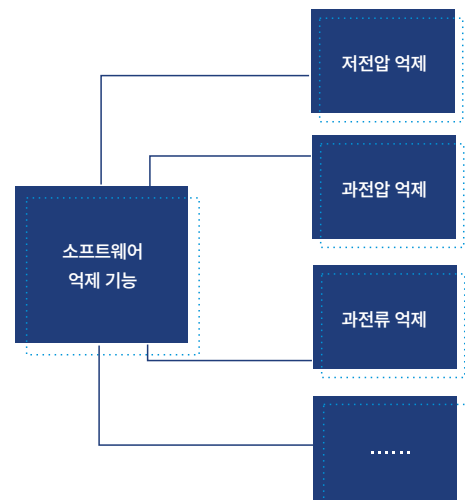 저전압 억제
과전압 억제
소프트웨어
억제 기능
과전류 억제
......